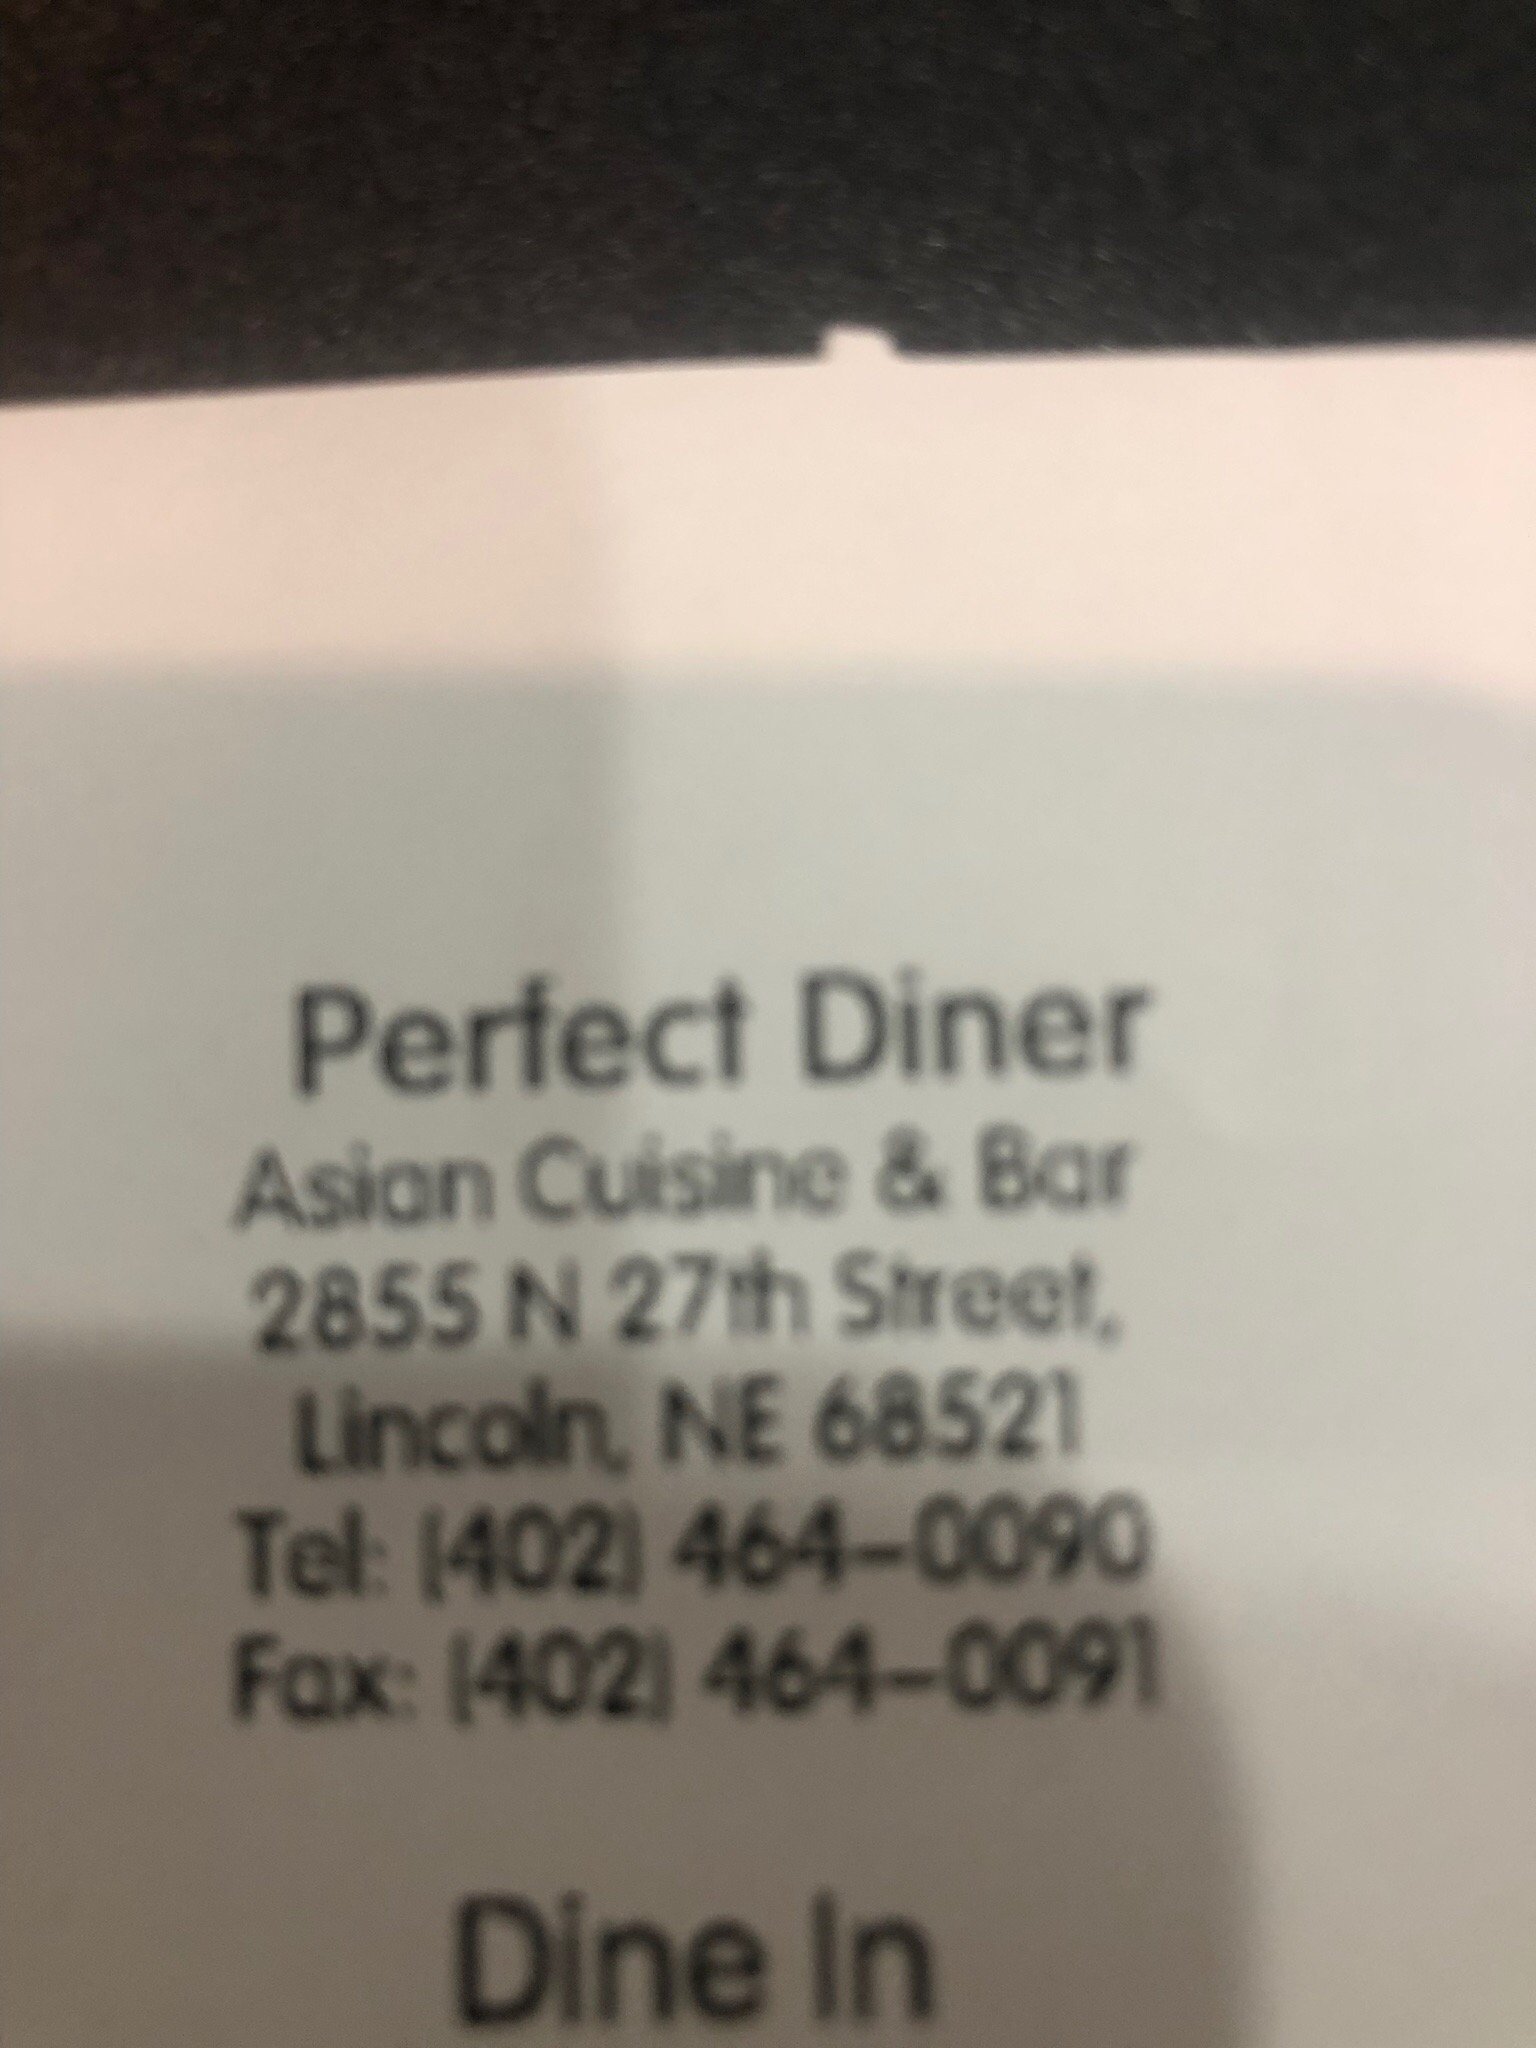 Perfect Diner
Asian Cuisine & Bar
2855 N 27th Street,
Lincoln, NE 68521
Tel: (402) 464-0090
Fax: (402) 464-0091
Dine In